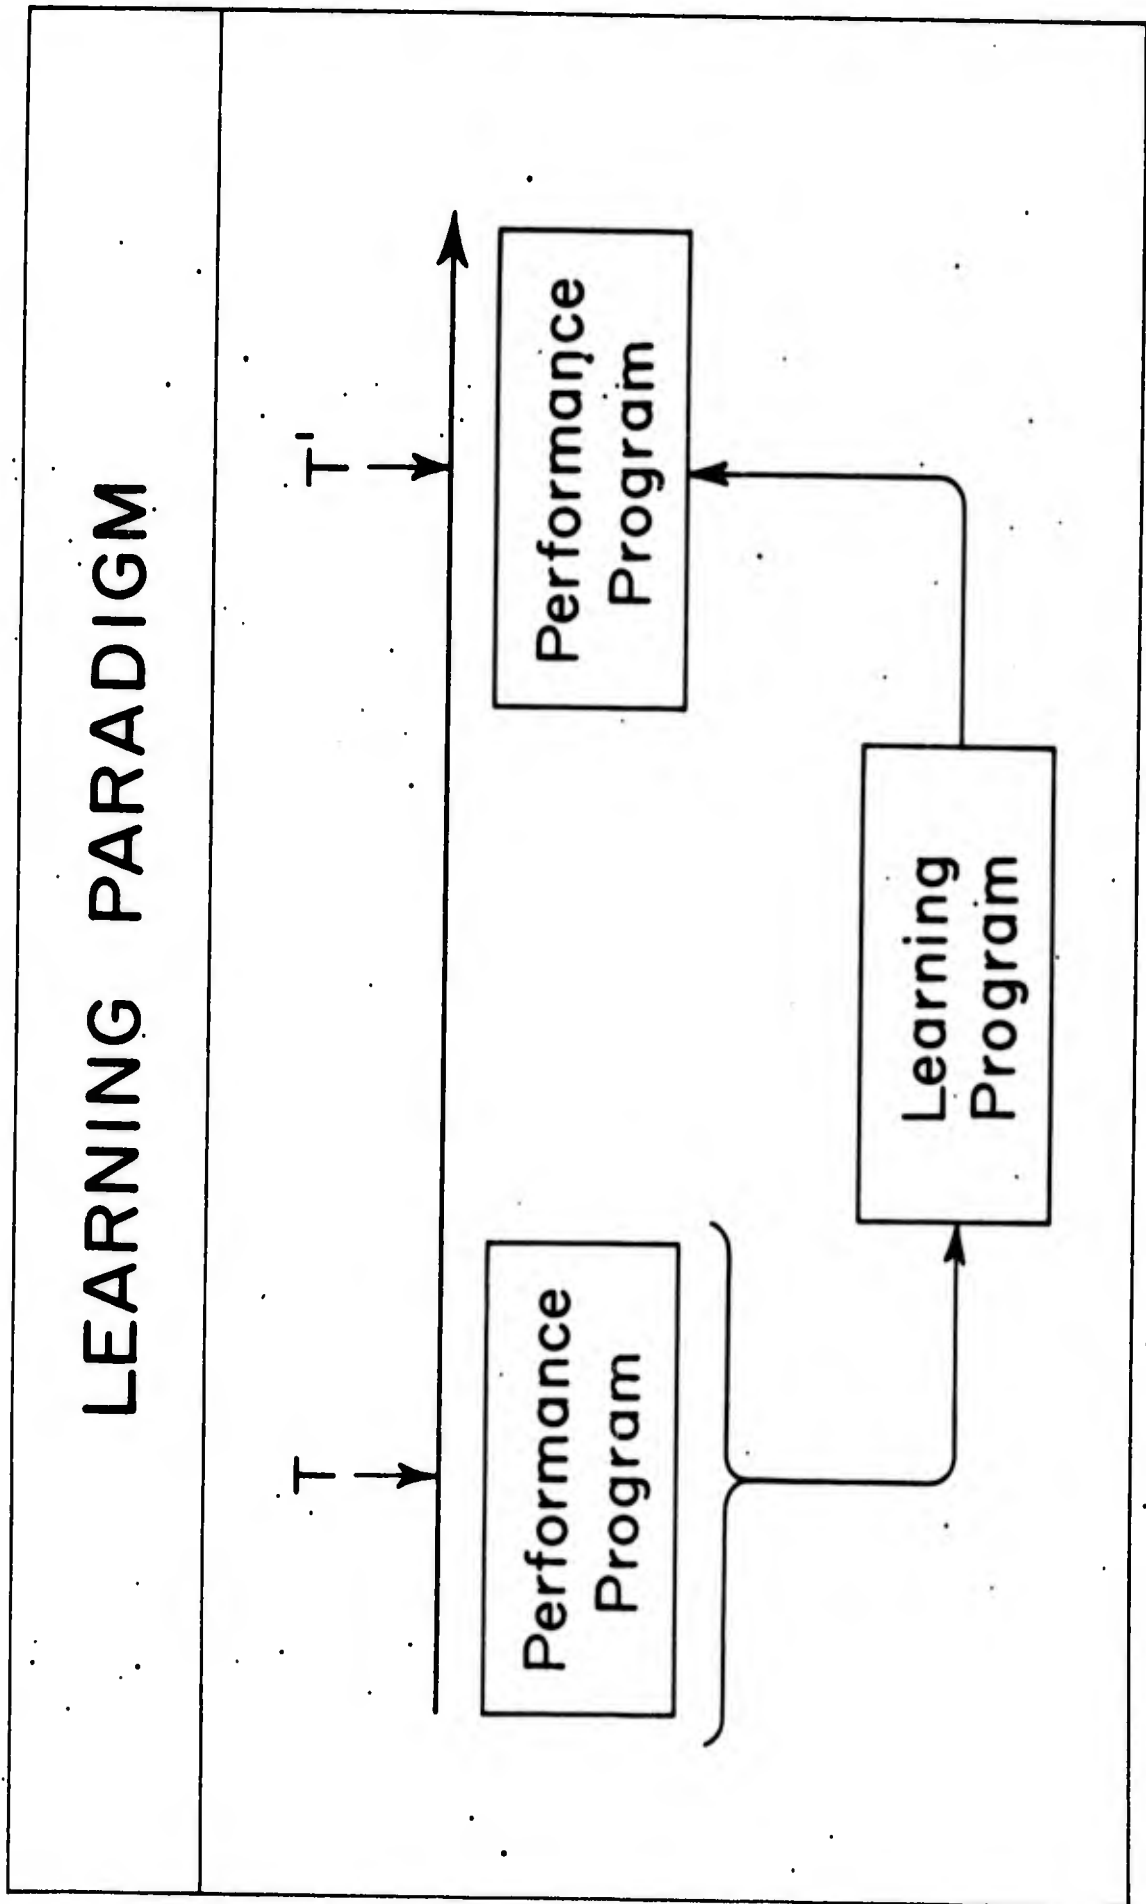 LEARNING PARADIGM
T
T'
Performance
Program
Performance
Program
Learning
Program